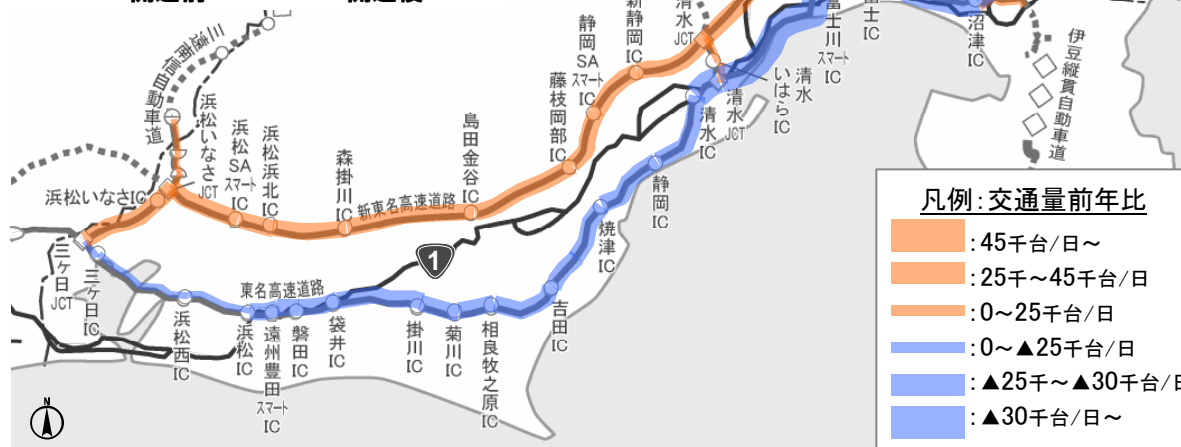 三遠南信自動車道
浜松いなさJCT
浜松SAスマートIC
浜松浜北IC
森掛川IC
島田金谷IC
藤枝岡部IC
静岡SAスマートIC
新静岡IC
清水JCT
清水いはらIC
富士川スマートIC
士IC
沼津IC
伊豆縦貫自動車道
浜松いなさIC
新東名高速道路
清水JCT
清水IC
静岡IC
焼津IC
吉田IC
相良牧之原IC
菊川IC
掛川IC
袋井IC
磐田IC
遠州豊田スマートIC
浜松IC
浜松西IC
三ヶ日IC
三ヶ日JCT
東名高速道路
1
N
凡例:交通量前年比
:45千台/日~
:25千~45千台/日
:0~25千台/日
:0~▲25千台/日
:▲25千~▲30千台/日
:▲30千台/日~